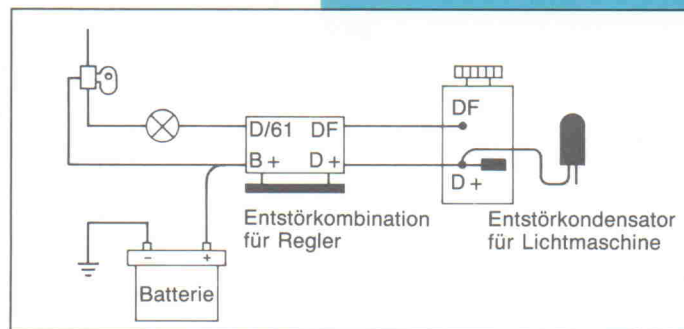 D/61 DF
B+ D+
DF
D+
Entstörkombination
für Regler
Entstörkondensator
für Lichtmaschine
- +
Batterie